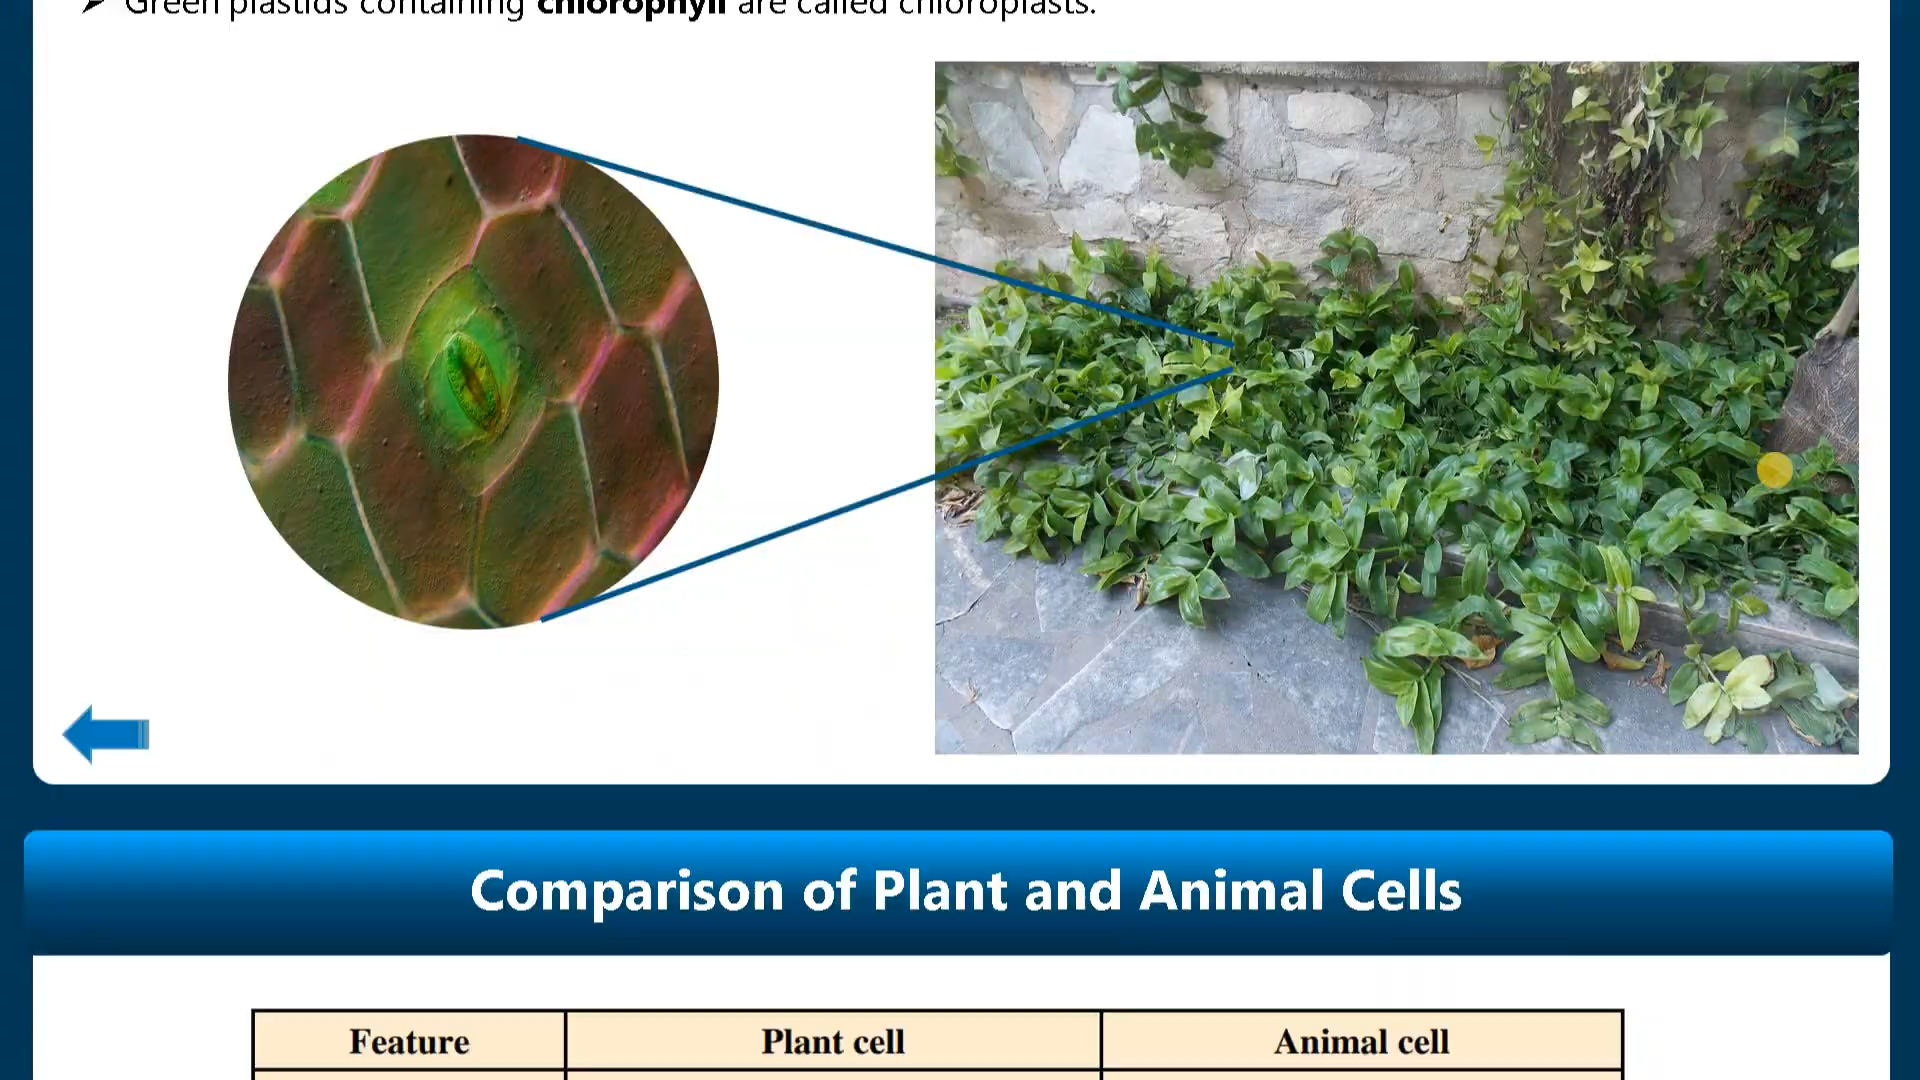 ➢ Green plastids containing chlorophyll are called chloroplasts.
Comparison of Plant and Animal Cells
Feature Plant cell Animal cell